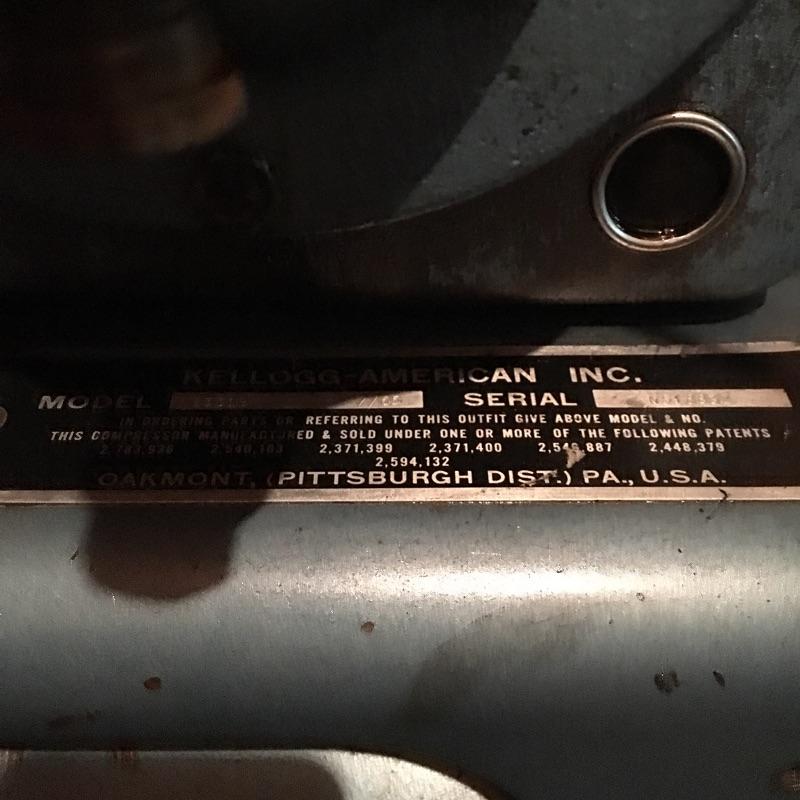 KELLOGG-AMERICAN INC.
MODEL SERIAL
IN ORDERING PARTS OR REFERRING TO THIS OUTFIT GIVE ABOVE MODEL & NO.
THIS COMPRESSOR MANUFACTURED & SOLD UNDER ONE OR MORE OF THE FOLLOWING PATENTS
2,371,399 2,371,400 2,448,379
2,594,132
OAKMONT, (PITTSBURGH DIST.) PA., U.S.A.